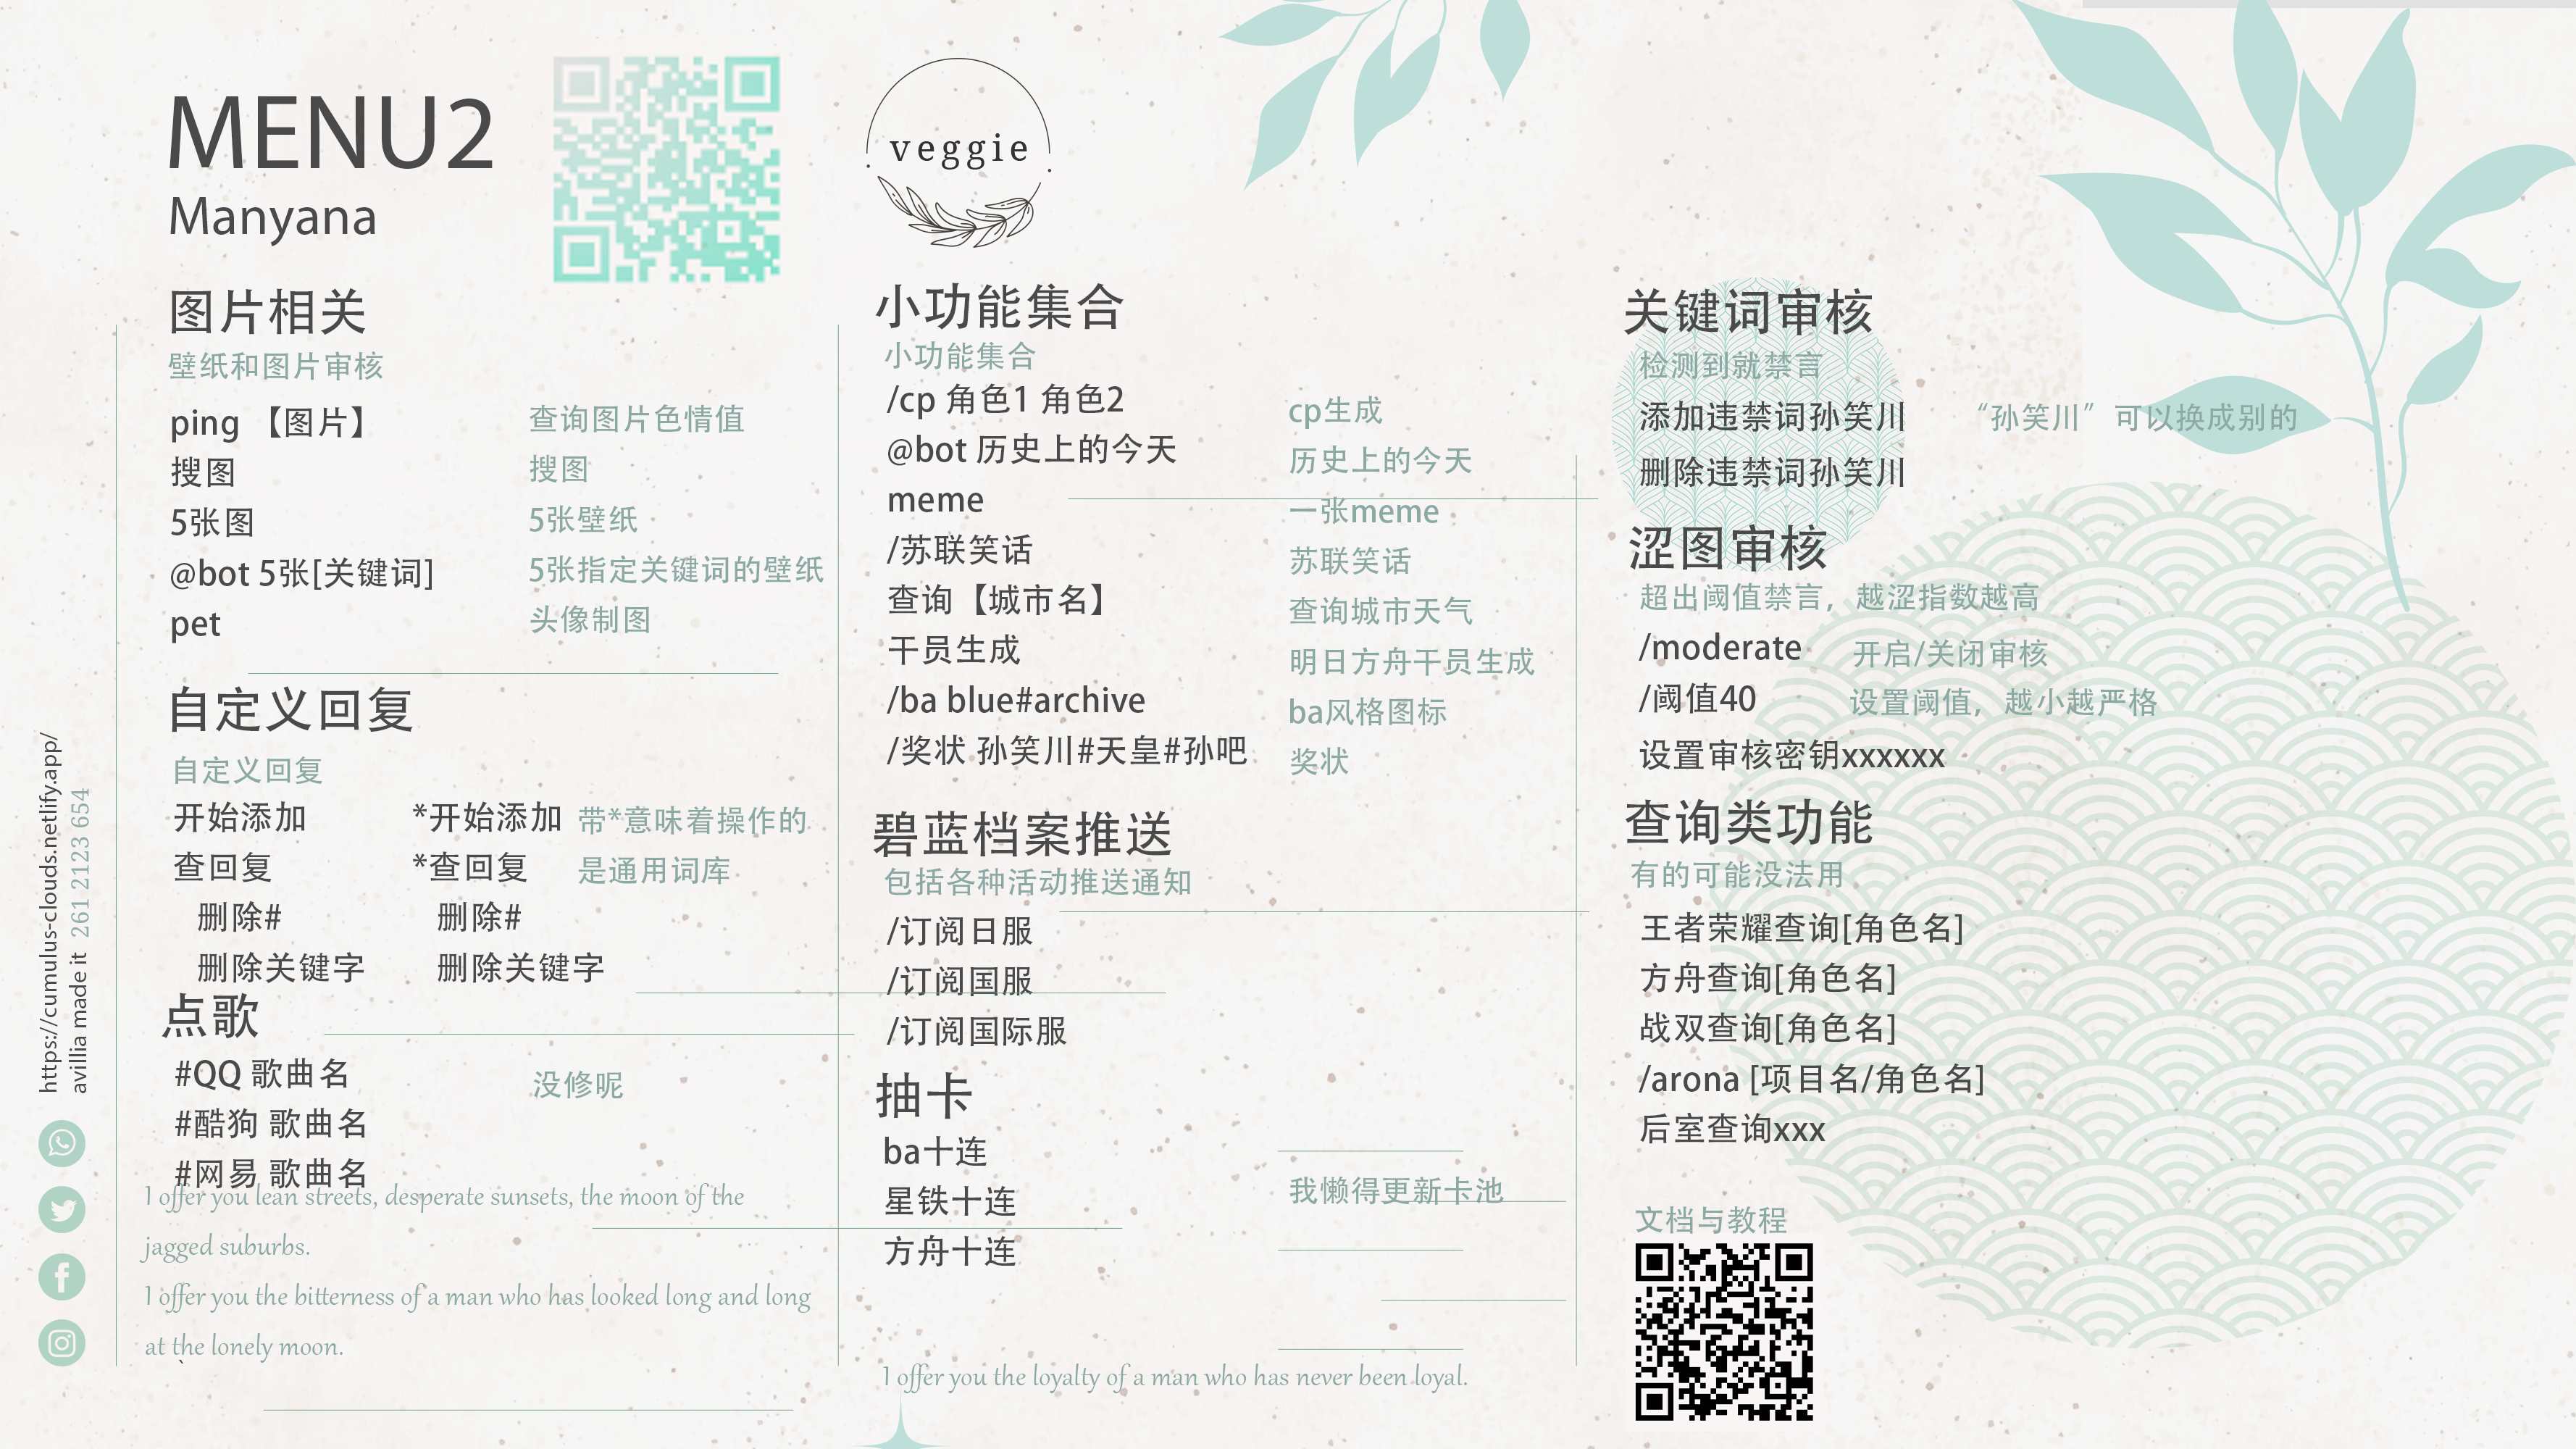 MENU2
Manyana
veggie
图片相关
壁纸和图片审核
ping 【图片】 查询图片色情值
搜图 搜图
5张图 5张壁纸
@bot 5张[关键词] 5张指定关键词的壁纸
pet 头像制图
自定义回复
自定义回复
开始添加 *开始添加 带*意味着操作的
查回复 *查回复 是通用词库
删除# 删除#
删除关键字 删除关键字
点歌
#QQ 歌曲名 没修呢
#酷狗 歌曲名
#网易 歌曲名
I offer you lean streets, desperate sunsets, the moon of the
jagged suburbs.
I offer you the bitterness of a man who has looked long and long
at the lonely moon.
https://cumulus-clouds.netlify.app/
avillia made it 261 2123 654
小功能集合
小功能集合
/cp 角色1 角色2 cp生成
@bot 历史上的今天 历史上的今天
meme 一张meme
/苏联笑话 苏联笑话
查询【城市名】 查询城市天气
干员生成 明日方舟干员生成
/ba blue#archive ba风格图标
/奖状 孙笑川#天皇#孙吧 奖状
碧蓝档案推送
包括各种活动推送通知
/订阅日服
/订阅国服
/订阅国际服
抽卡
ba十连
星铁十连 我懒得更新卡池
方舟十连
I offer you the loyalty of a man who has never been loyal.
关键词审核
检测到就禁言
添加违禁词孙笑川 “孙笑川”可以换成别的
删除违禁词孙笑川
涩图审核
超出阈值禁言，越涩指数越高
/moderate 开启/关闭审核
/阈值40 设置阈值，越小越严格
设置审核密钥xxxxxx
查询类功能
有的可能没法用
王者荣耀查询[角色名]
方舟查询[角色名]
战双查询[角色名]
/arona [项目名/角色名]
后室查询xxx
文档与教程